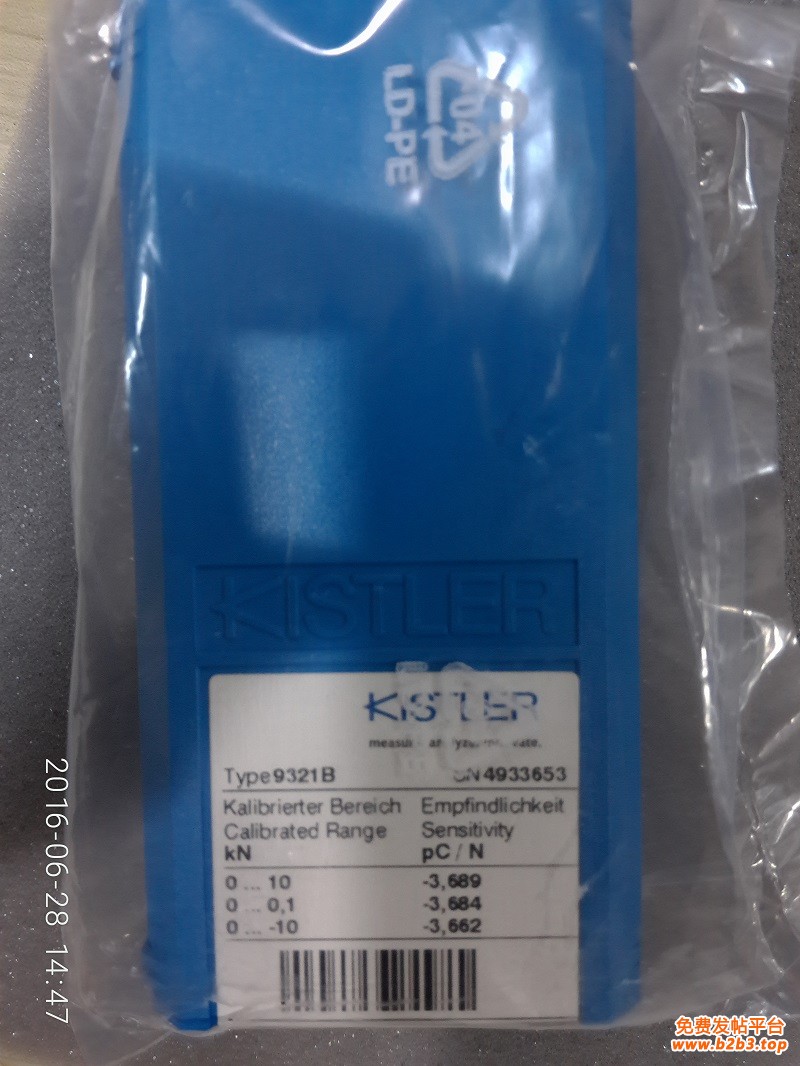 04
LD-PE
KISTLER
KISTLER
Type 9321B SN 4933653
Kalibrierter Bereich Empfindlichkeit
Calibrated Range Sensitivity
kN pC / N
0 ... 10 -3,689
0 ... 0,1 -3,684
0 ... -10 -3,662
2016-06-28 14:47
免费发帖平台
www.b2b3.top